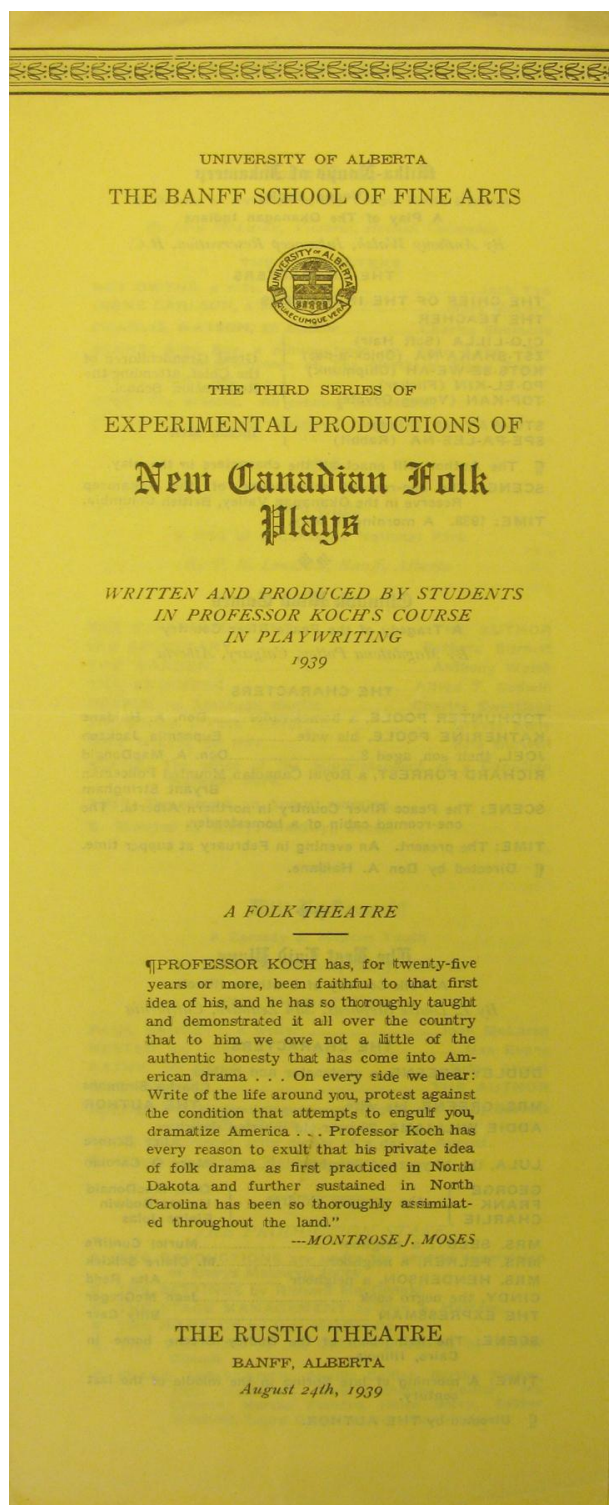 UNIVERSITY OF ALBERTA
THE BANFF SCHOOL OF FINE ARTS
UNIVERSITY OF ALBERTA
QUAECUMQUE VERA
THE THIRD SERIES OF
EXPERIMENTAL PRODUCTIONS OF
New Canadian Folk
Plays
WRITTEN AND PRODUCED BY STUDENTS
IN PROFESSOR KOCH'S COURSE
IN PLAYWRITING
1939
A FOLK THEATRE
¶PROFESSOR KOCH has, for twenty-five
years or more, been faithful to that first
idea of his, and he has so thoroughly taught
and demonstrated it all over the country
that to him we owe not a little of the
authentic honesty that has come into Am-
erican drama . . . On every side we hear:
Write of the life around you, protest against
the condition that attempts to engulf you,
dramatize America . . . Professor Koch has
every reason to exult that his private idea
of folk drama as first practiced in North
Dakota and further sustained in North
Carolina has been so thoroughly assimilat-
ed throughout the land."
---MONTROSE J. MOSES
THE RUSTIC THEATRE
BANFF, ALBERTA
August 24th, 1939